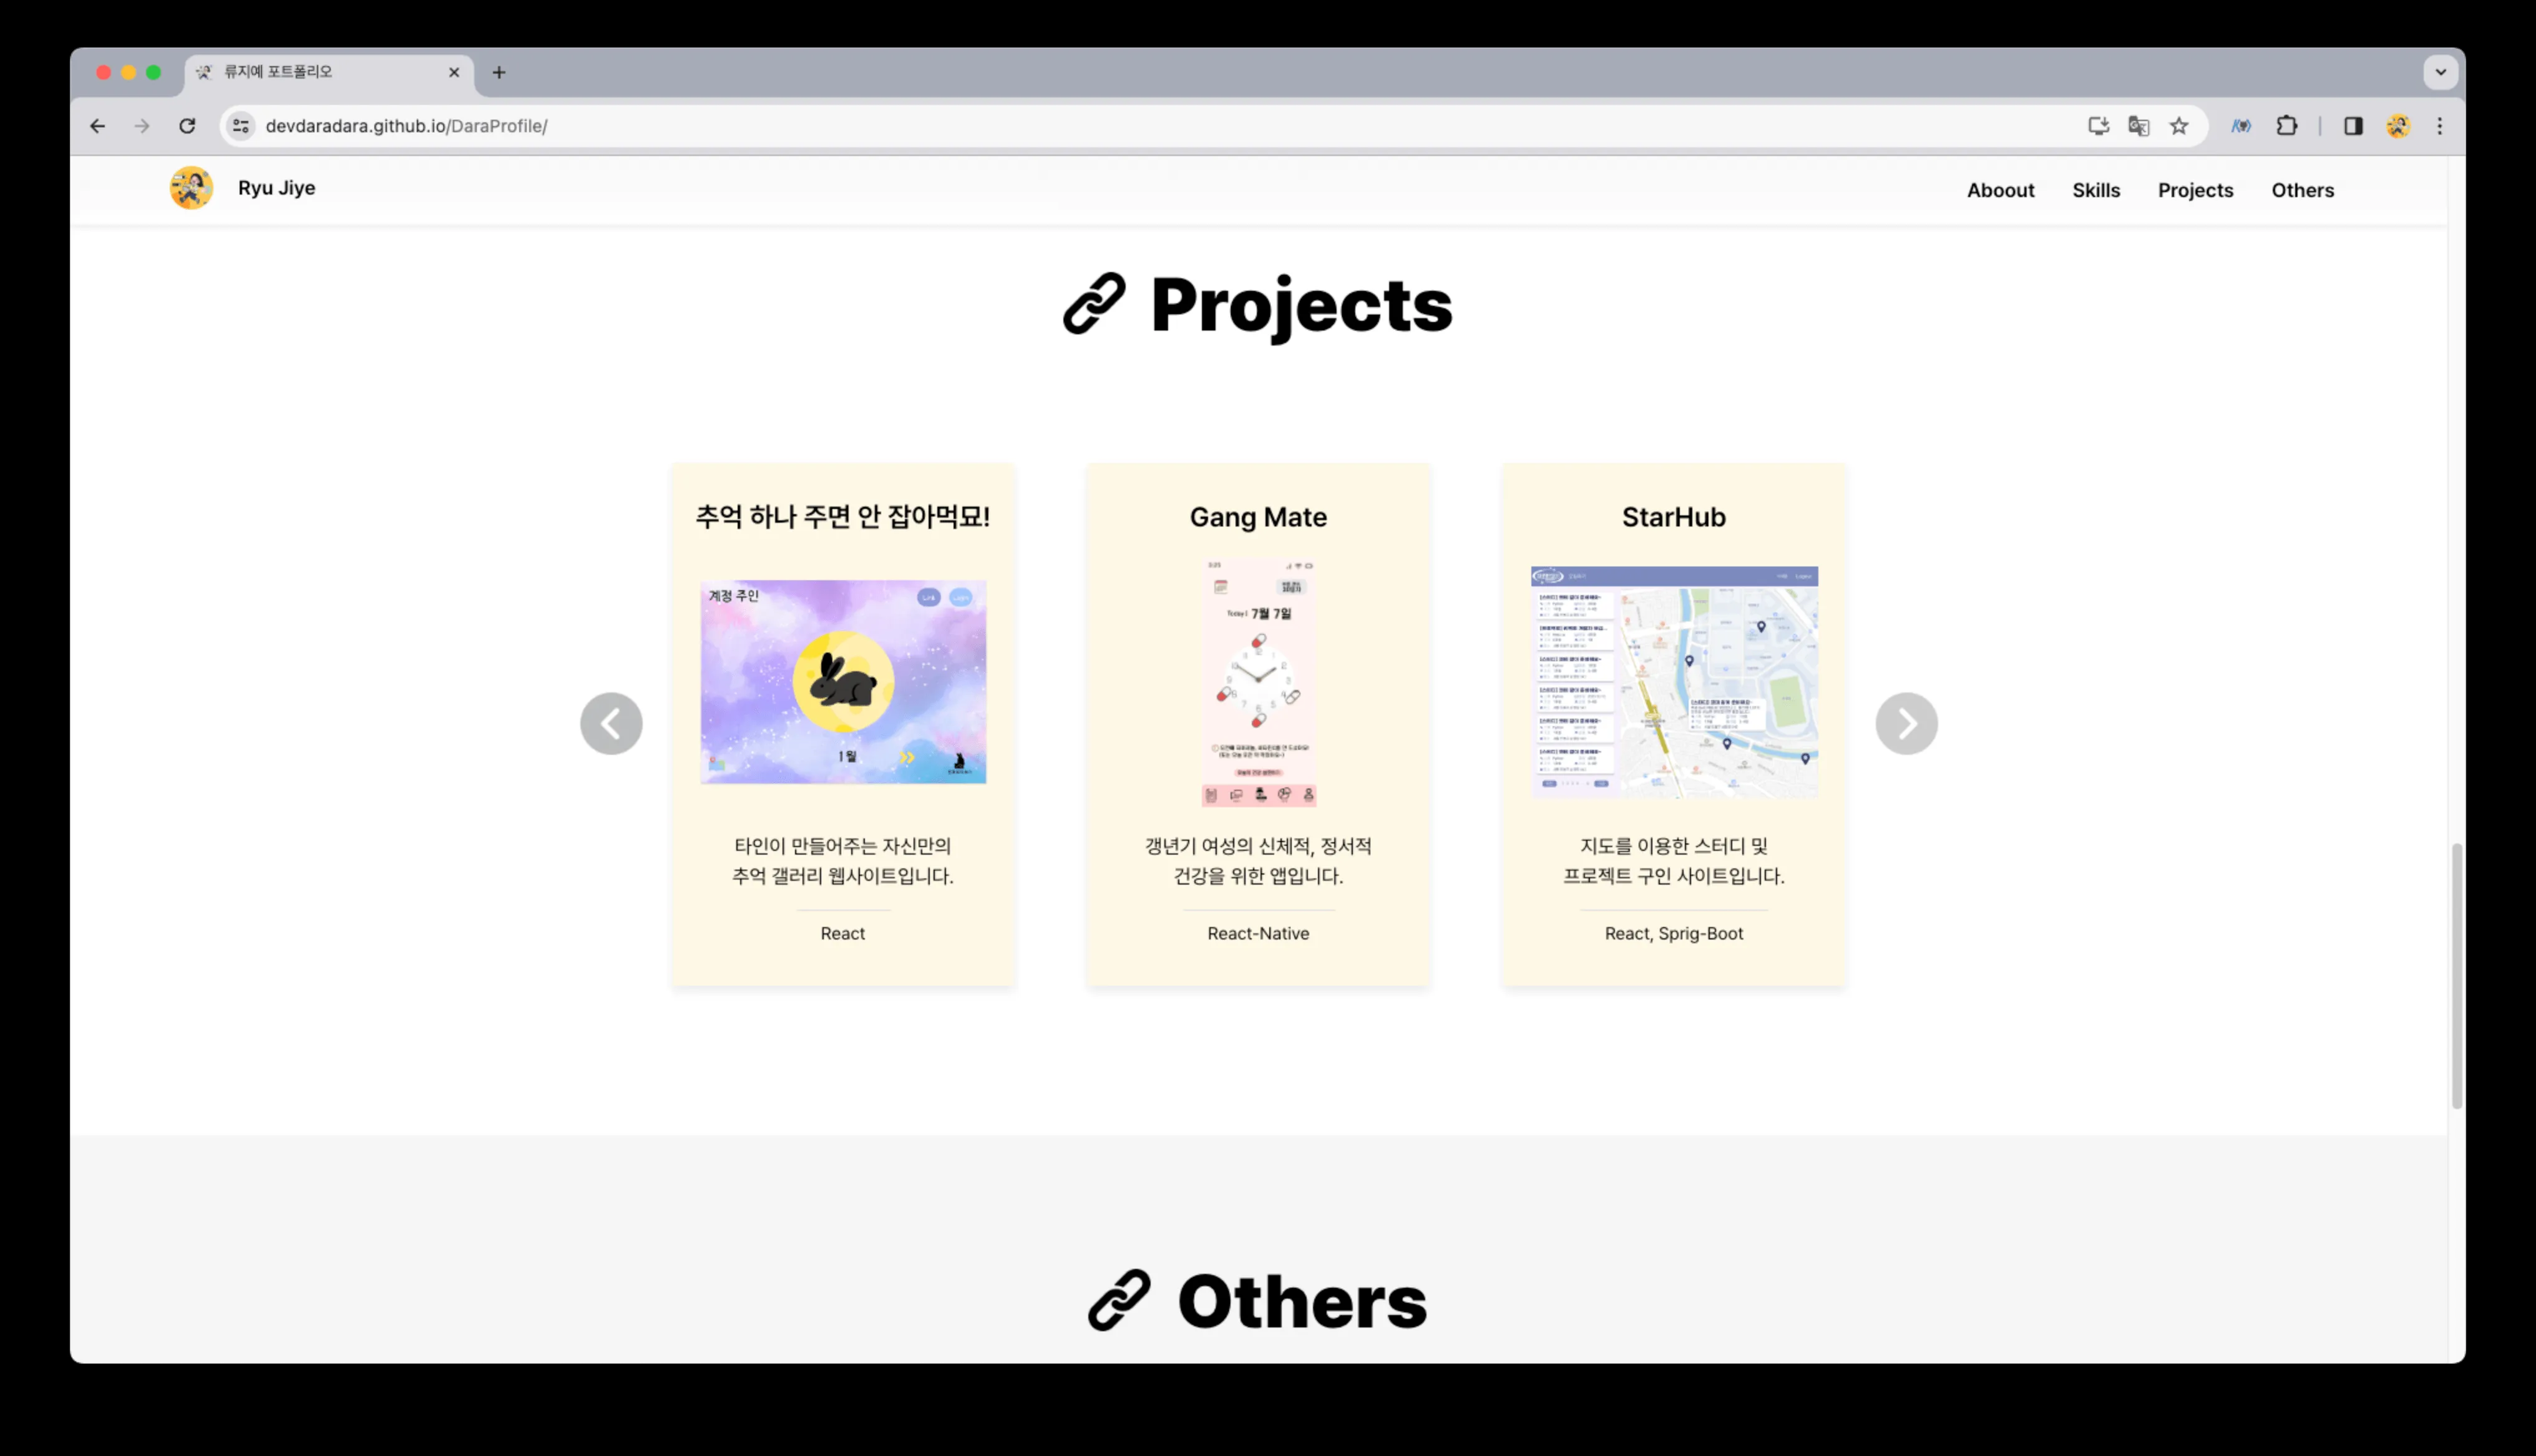 류지예 포트폴리오
devdaradara.github.io/DaraProfile/
Ryu Jiye
Aboout
Skills
Projects
Others
Projects
추억 하나 주면 안 잡아먹묘!
계정 주인
Link
Login
1월
타인이 만들어주는 자신만의
추억 갤러리 웹사이트입니다.
React
Gang Mate
3:25
Today! 7월 7일
갱년기 여성의 신체적, 정서적
건강을 위한 앱입니다.
React-Native
StarHub
Logout
지도를 이용한 스터디 및
프로젝트 구인 사이트입니다.
React, Sprig-Boot
Others